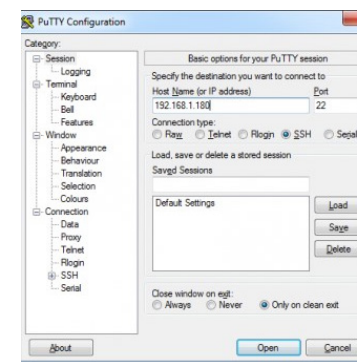 PuTTY Configuration
Category:
Session
Logging
Terminal
Keyboard
Bell
Features
Window
Appearance
Behaviour
Translation
Selection
Colours
Connection
Data
Proxy
Telnet
Rlogin
SSH
Serial
Basic options for your PuTTY session
Specify the destination you want to connect to
Host Name (or IP address) Port
192.168.1.180 22
Connection type:
Raw Telnet Rlogin SSH Serial
Load, save or delete a stored session
Saved Sessions
Default Settings
Load
Save
Delete
Close window on exit:
Always Never Only on clean exit
About Open Cancel